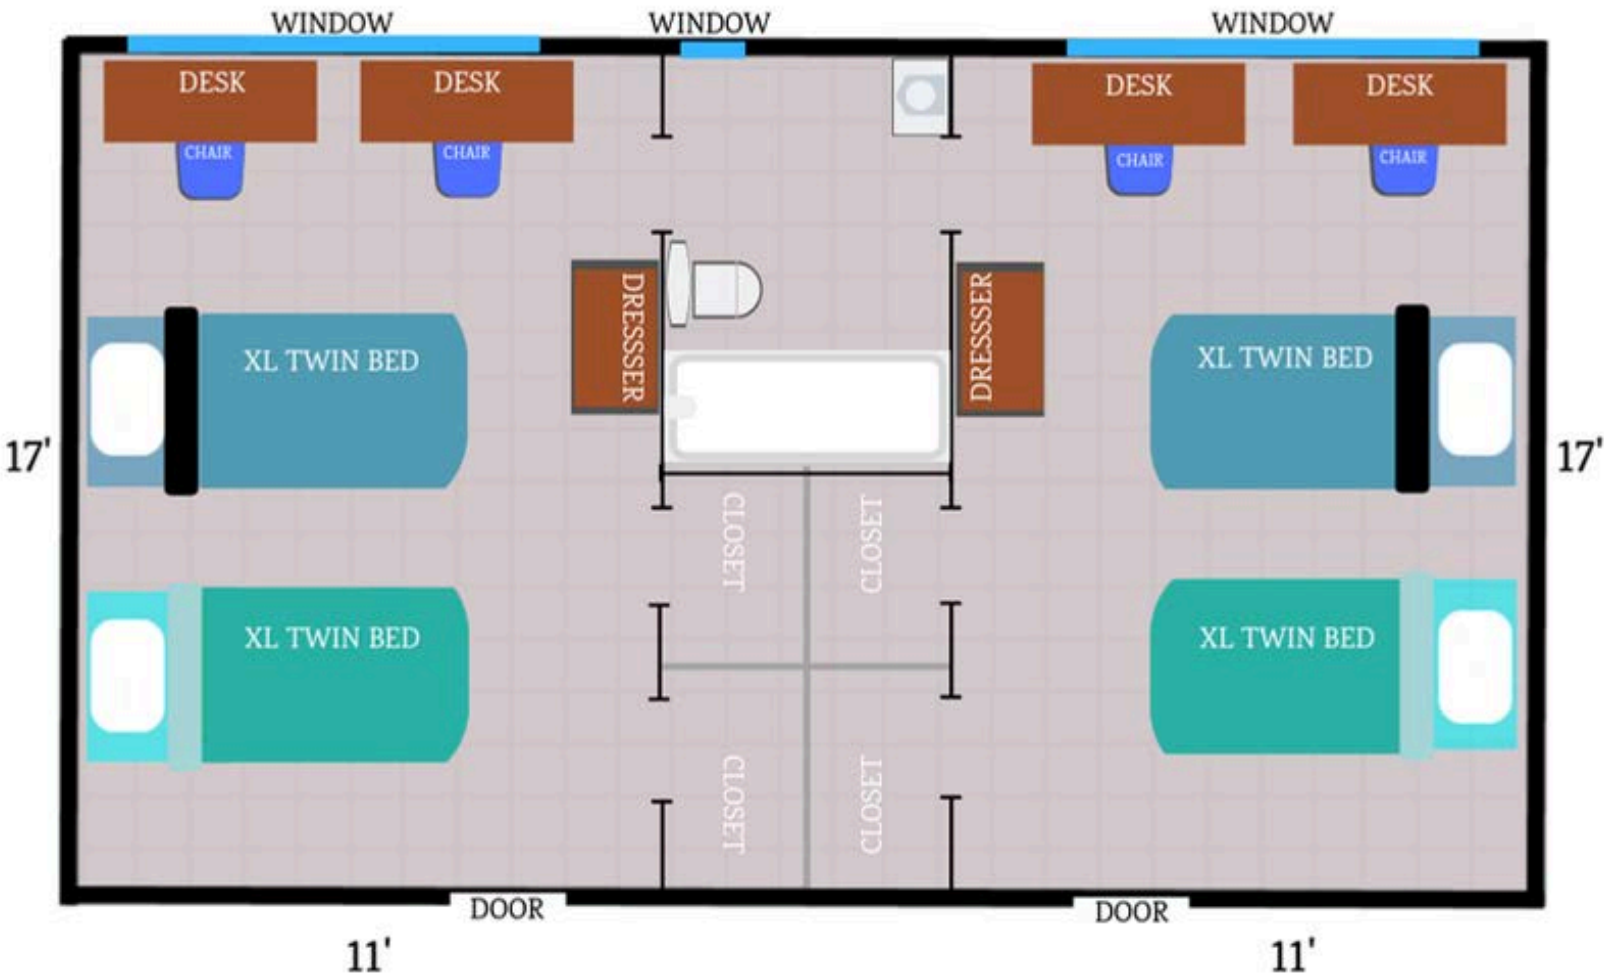 WINDOW
WINDOW
WINDOW
DESK
DESK
DESK
DESK
CHAIR
CHAIR
CHAIR
CHAIR
DRESSSER
DRESSSER
XL TWIN BED
XL TWIN BED
17'
17'
CLOSET
CLOSET
XL TWIN BED
XL TWIN BED
CLOSET
CLOSET
DOOR
DOOR
11'
11'